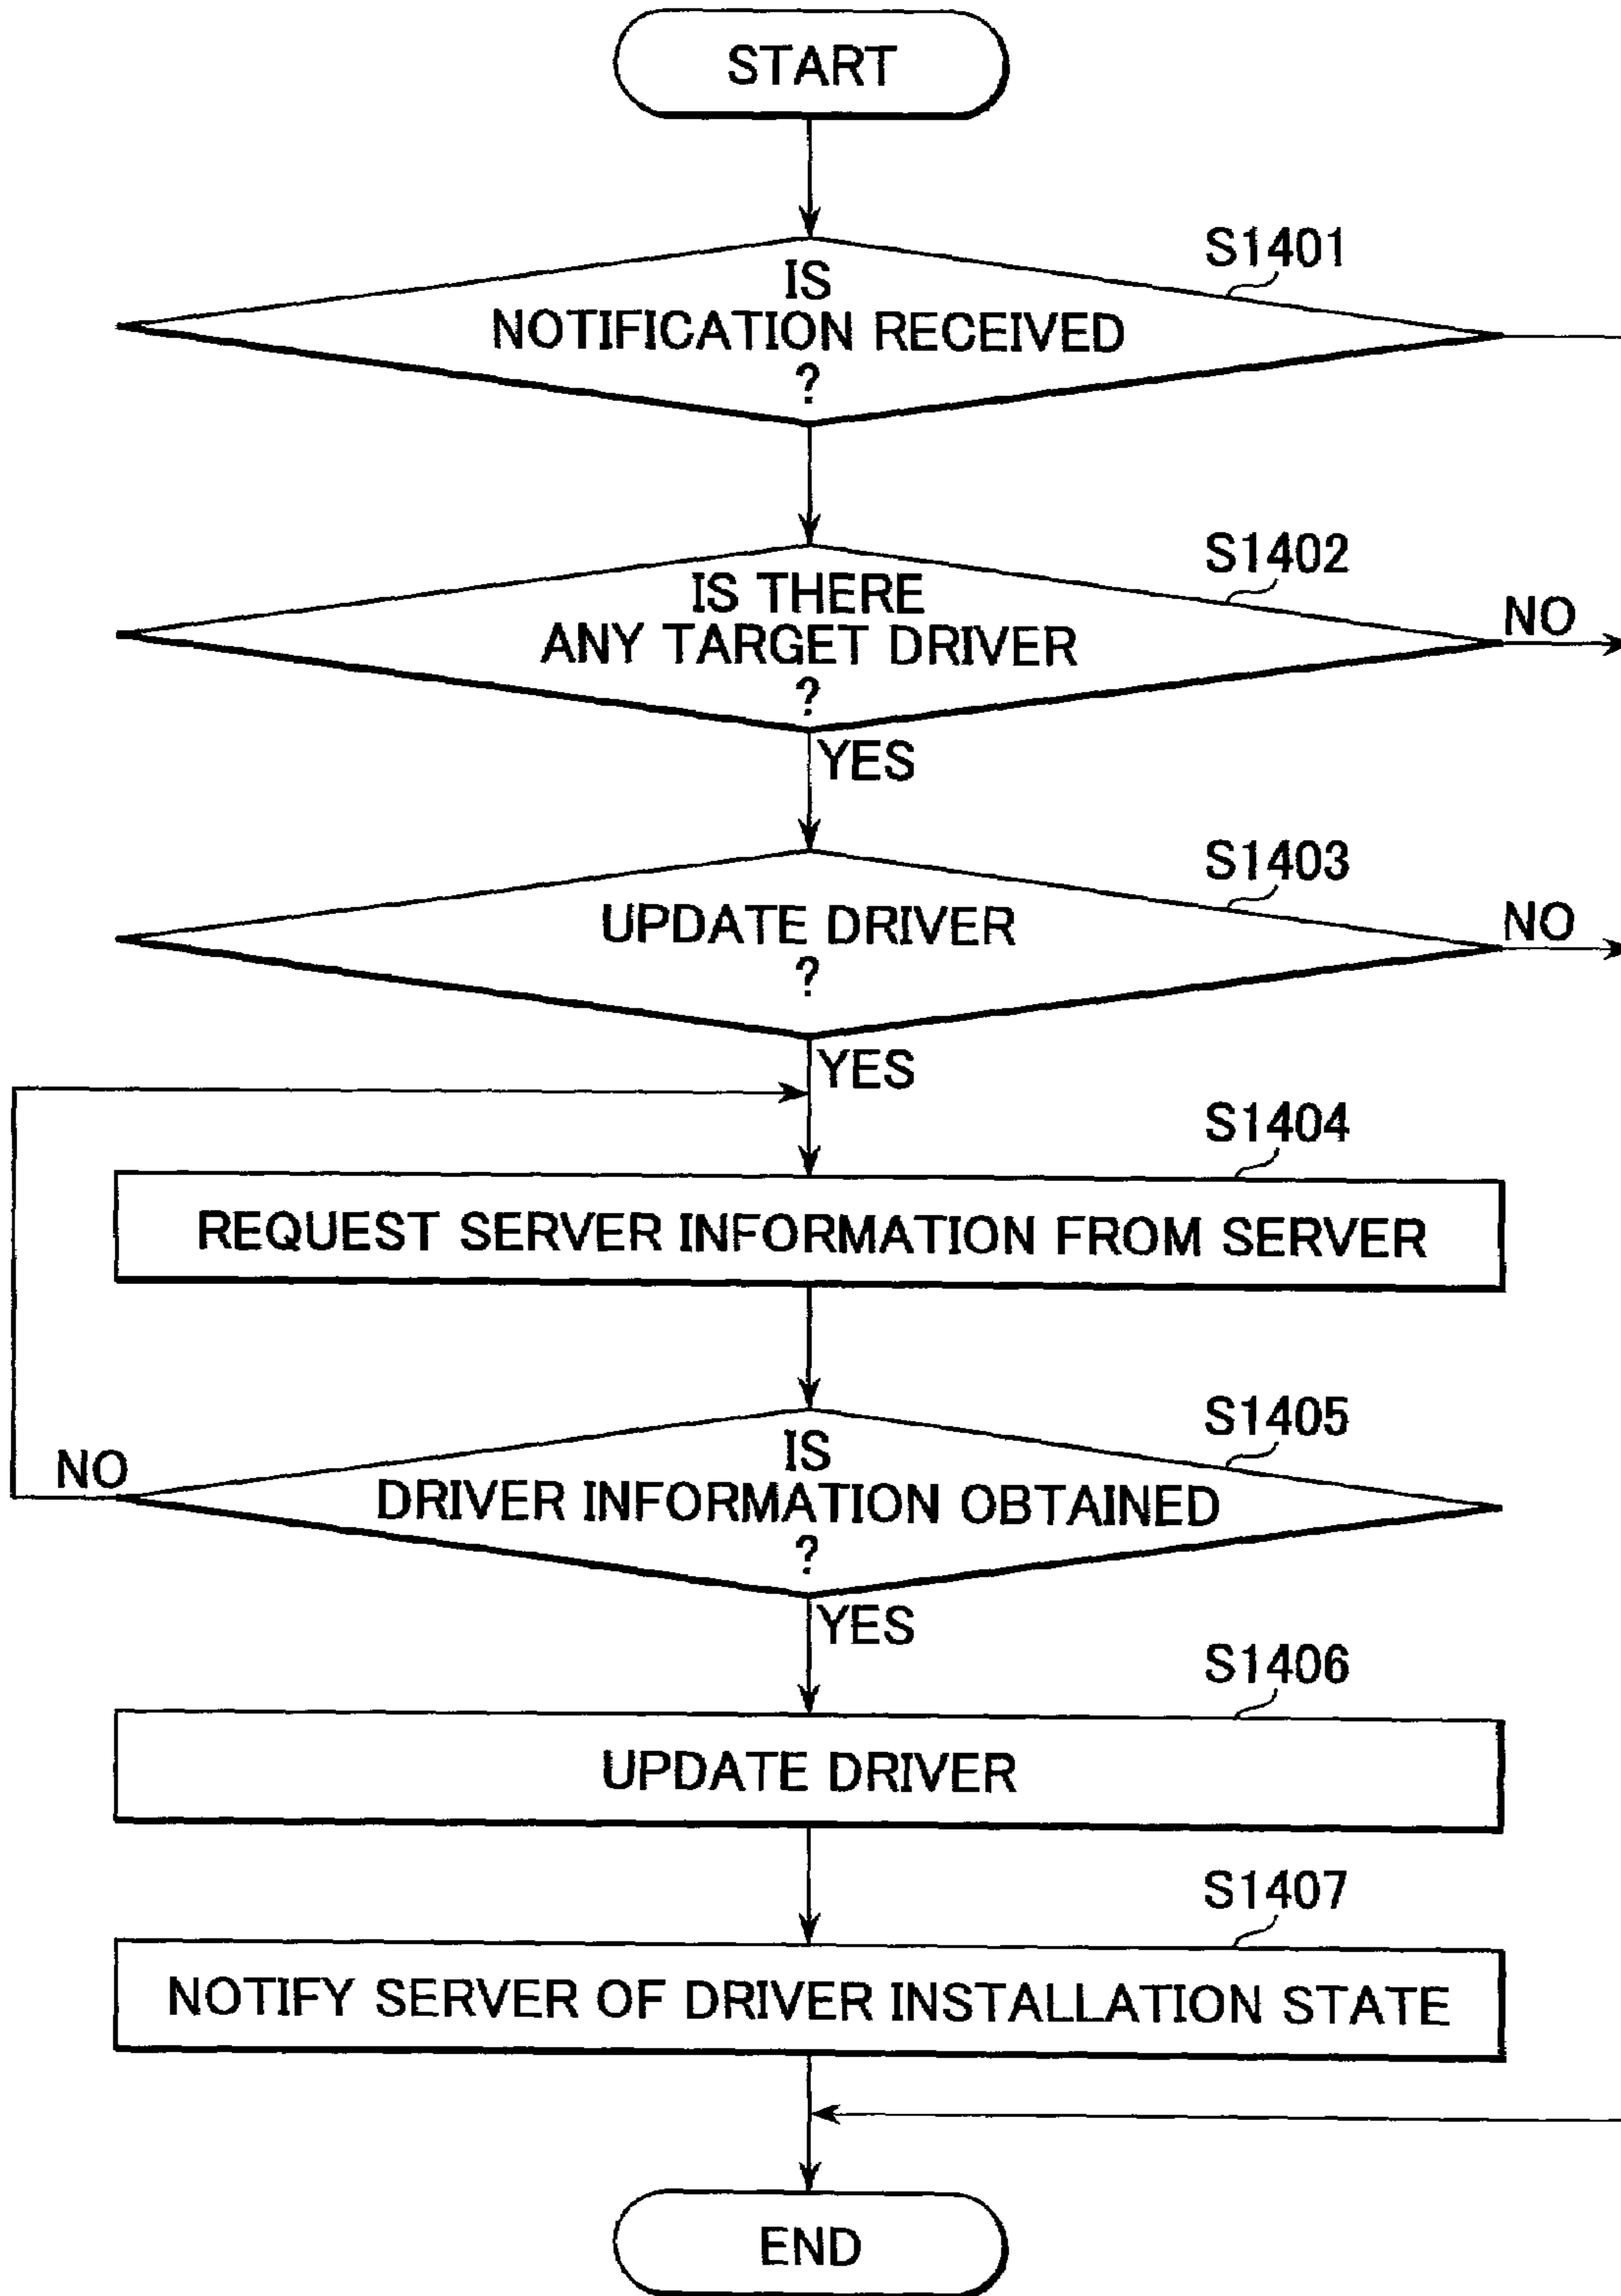 START
S1401
IS
NOTIFICATION RECEIVED
?
S1402
IS THERE
ANY TARGET DRIVER
?
NO
YES
S1403
UPDATE DRIVER
?
NO
YES
S1404
REQUEST SERVER INFORMATION FROM SERVER
S1405
IS
DRIVER INFORMATION OBTAINED
?
NO
YES
S1406
UPDATE DRIVER
S1407
NOTIFY SERVER OF DRIVER INSTALLATION STATE
END